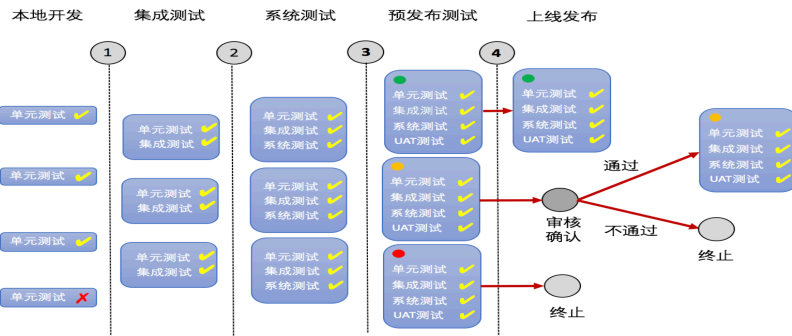 本地开发
集成测试
系统测试
预发布测试
上线发布
1
2
3
4
单元测试
单元测试
单元测试
单元测试
单元测试
集成测试
单元测试
集成测试
单元测试
集成测试
单元测试
集成测试
系统测试
单元测试
集成测试
系统测试
单元测试
集成测试
系统测试
单元测试
集成测试
系统测试
UAT测试
单元测试
集成测试
系统测试
UAT测试
单元测试
集成测试
系统测试
UAT测试
单元测试
集成测试
系统测试
UAT测试
审核
确认
通过
不通过
单元测试
集成测试
系统测试
UAT测试
终止
终止